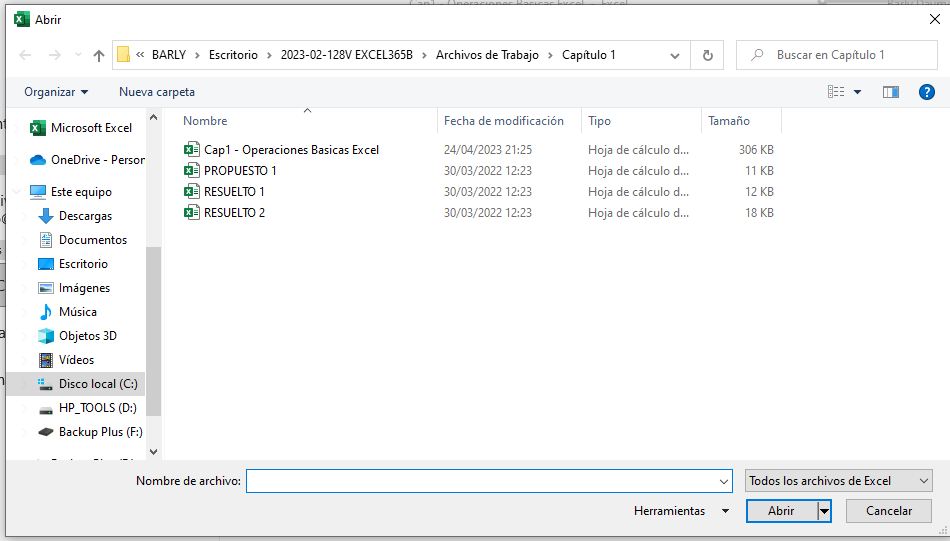 Cap1 - Operaciones Basicas Excel - Excel
Abrir
« BARLY › Escritorio › 2023-02-128V EXCEL365B › Archivos de Trabajo › Capítulo 1
Buscar en Capítulo 1
Organizar
Nueva carpeta
Nombre
Fecha de modificación
Tipo
Tamaño
Microsoft Excel
OneDrive - Person
Este equipo
Descargas
Documentos
Escritorio
Imágenes
Música
Objetos 3D
Vídeos
Disco local (C:)
HP_TOOLS (D:)
Backup Plus (F:)
Cap1 - Operaciones Basicas Excel 24/04/2023 21:25 Hoja de cálculo d... 306 KB
PROPUESTO 1 30/03/2022 12:23 Hoja de cálculo d... 11 KB
RESUELTO 1 30/03/2022 12:23 Hoja de cálculo d... 12 KB
RESUELTO 2 30/03/2022 12:23 Hoja de cálculo d... 18 KB
Nombre de archivo:
Todos los archivos de Excel
Herramientas
Abrir
Cancelar